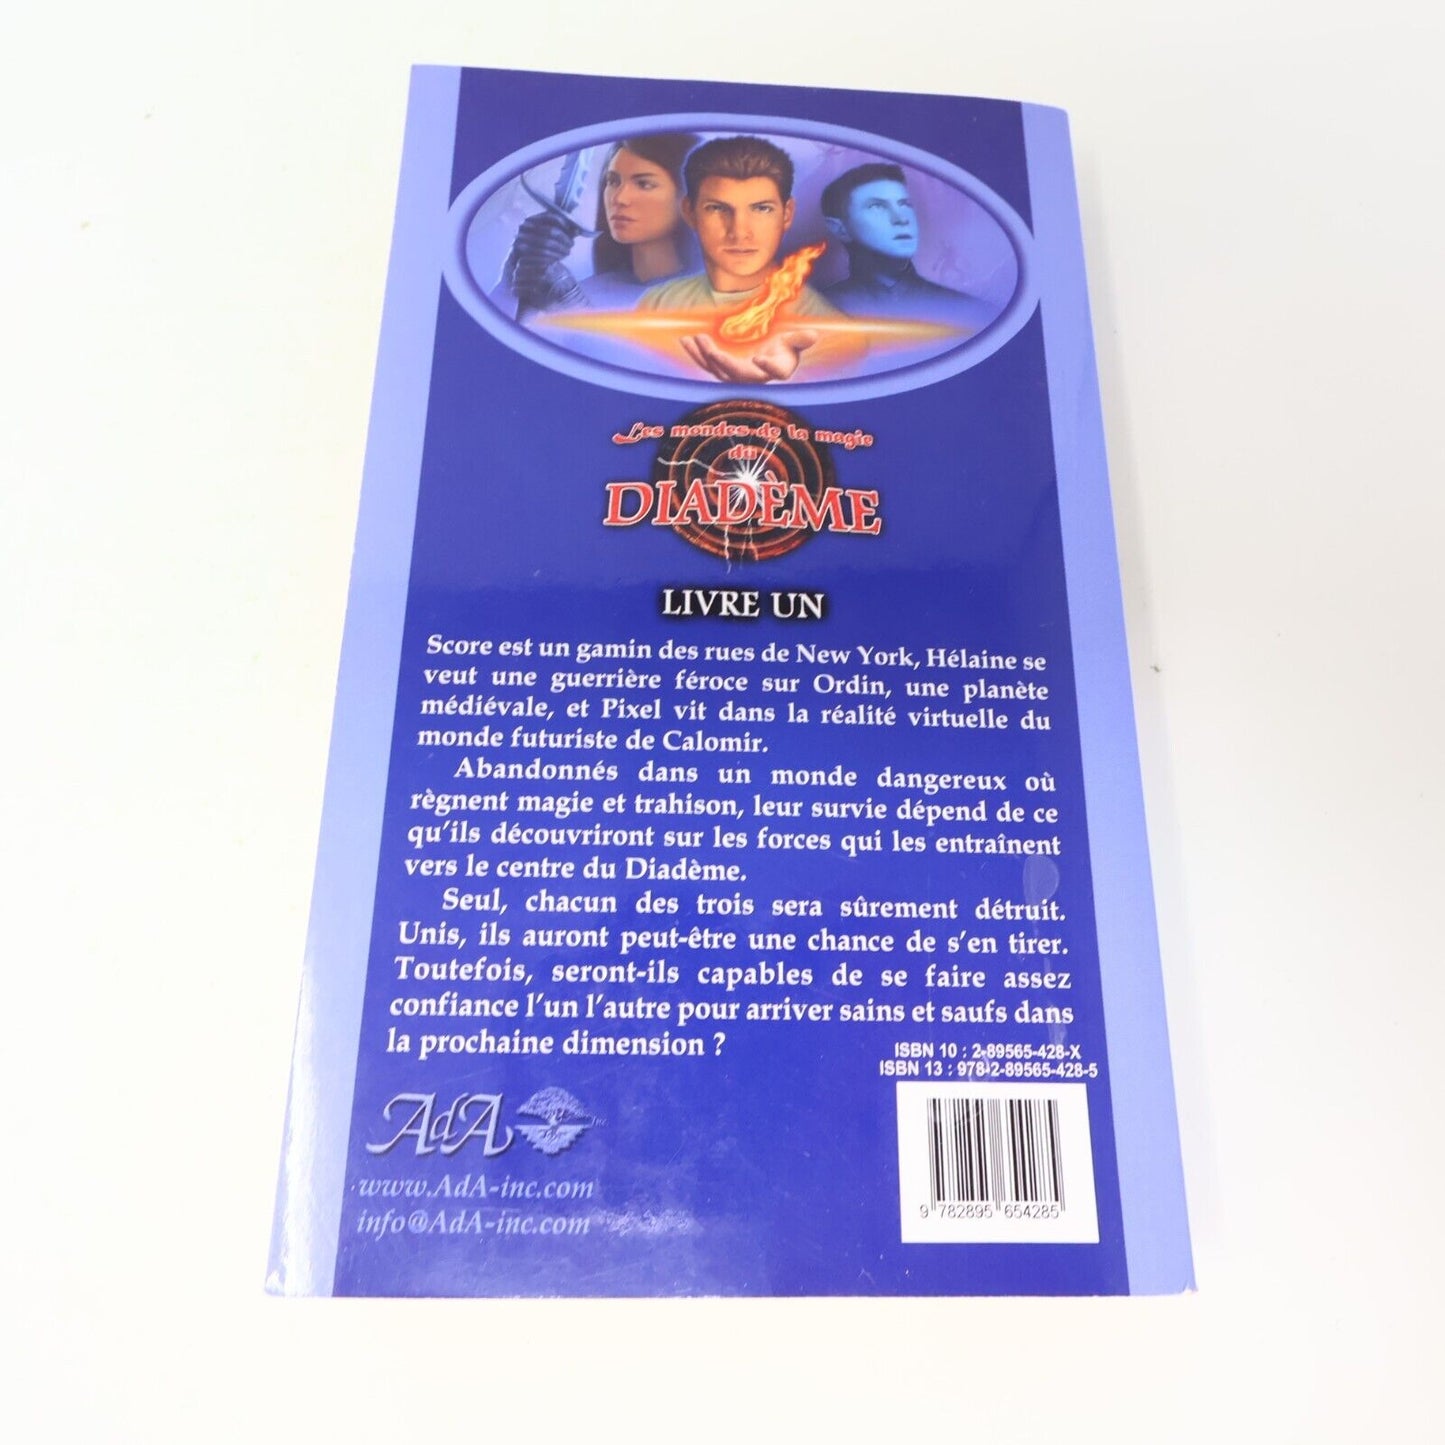 Les mondes de la magie
du
DIADÈME
LIVRE UN
Score est un gamin des rues de New York, Hélaine se
veut une guerrière féroce sur Ordin, une planète
médiévale, et Pixel vit dans la réalité virtuelle du
monde futuriste de Calomir.
Abandonnés dans un monde dangereux où
règnent magie et trahison, leur survie dépend de ce
qu'ils découvriront sur les forces qui les entraînent
vers le centre du Diadème.
Seul, chacun des trois sera sûrement détruit.
Unis, ils auront peut-être une chance de s'en tirer.
Toutefois, seront-ils capables de se faire assez
confiance l'un l'autre pour arriver sains et saufs dans
la prochaine dimension ?
ISBN 10 : 2-89565-428-X
ISBN 13 : 978-2-89565-428-5
AdA Inc
www.AdA-inc.com
info@AdA-inc.com
9 782895 654285